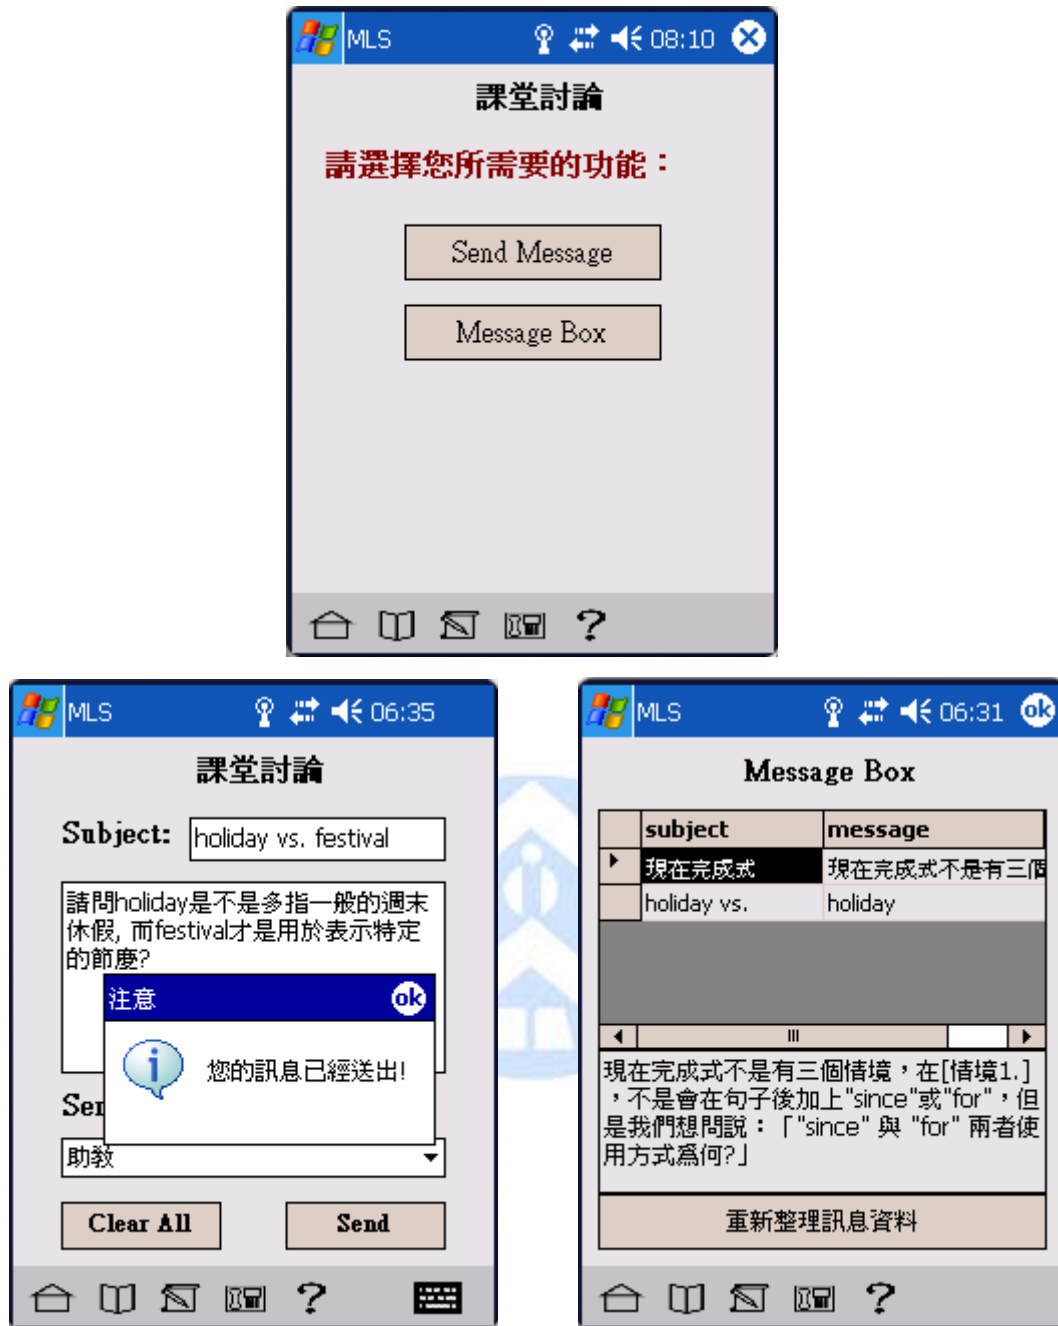 MLS 08:10
課堂討論
請選擇您所需要的功能：
Send Message
Message Box
MLS 06:35
課堂討論
Subject: holiday vs. festival
請問holiday是不是多指一般的週末
休假, 而festival才是用於表示特定
的節慶?
注意 ok
您的訊息已經送出!
助教
Clear All Send
MLS 06:31 ok
Message Box
subject message
現在完成式 現在完成式不是有三個
holiday vs. holiday
現在完成式不是有三個情境，在[情境1.]
，不是會在句子後加上"since"或"for"，但
是我們想問說：「"since" 與 "for" 兩者使
用方式為何?」
重新整理訊息資料